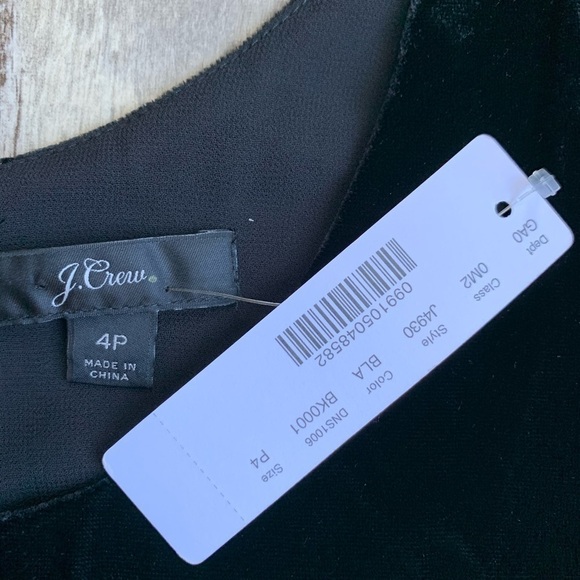 J.Crew
4P
MADE IN
CHINA
099105048582
Dept Class Style Color DNS1006 Size
GA0 0M2 J4930 BLA BK0001 P4